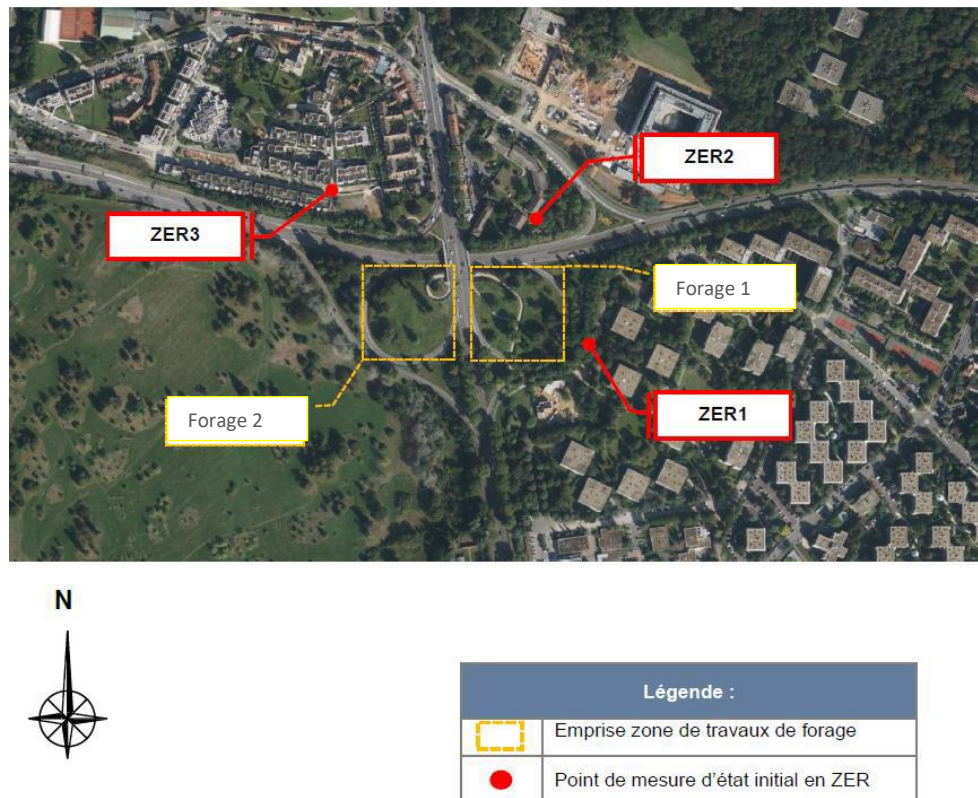 ZER2
ZER3
Forage 1
Forage 2
ZER1
N
Légende :
Emprise zone de travaux de forage
Point de mesure d'état initial en ZER